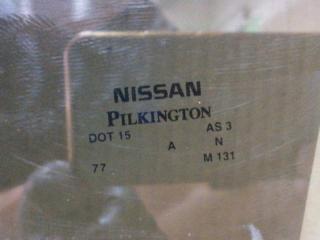 NISSAN
PILKINGTON
DOT 15 AS 3
A N
77 M 131